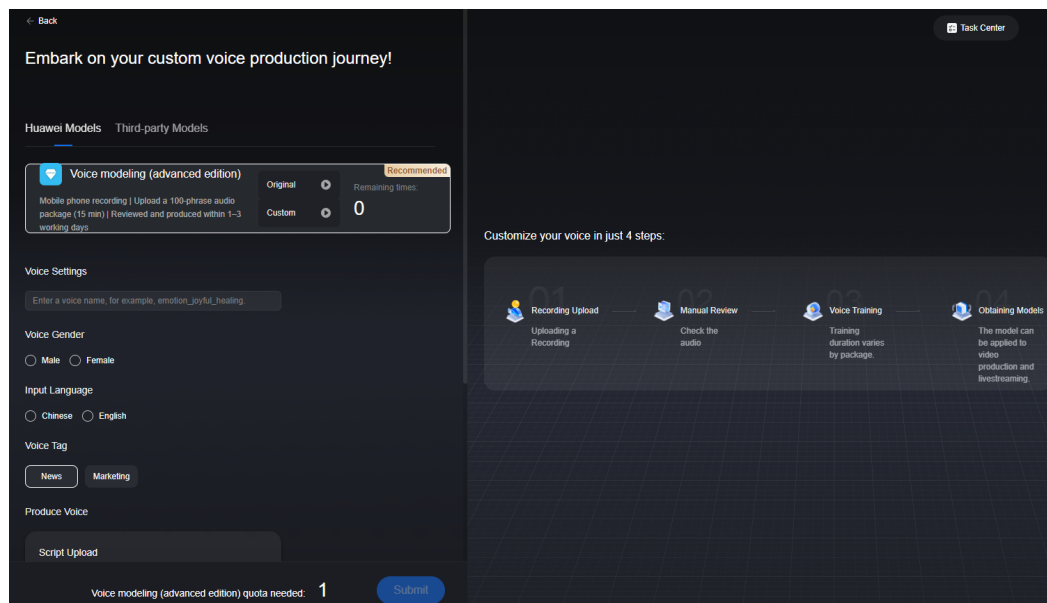 ← Back
Embark on your custom voice production journey!
Huawei Models Third-party Models
Recommended
Voice modeling (advanced edition)
Mobile phone recording | Upload a 100-phrase audio
package (15 min) | Reviewed and produced within 1–3
working days
Original
Custom
Remaining times:
0
Voice Settings
Enter a voice name, for example, emotion_joyful_healing.
Voice Gender
Male Female
Input Language
Chinese English
Voice Tag
News Marketing
Produce Voice
Script Upload
Voice modeling (advanced edition) quota needed: 1
Submit
Task Center
Customize your voice in just 4 steps:
01
Recording Upload
Uploading a
Recording
02
Manual Review
Check the
audio
03
Voice Training
Training
duration varies
by package.
04
Obtaining Models
The model can
be applied to
video
production and
livestreaming.